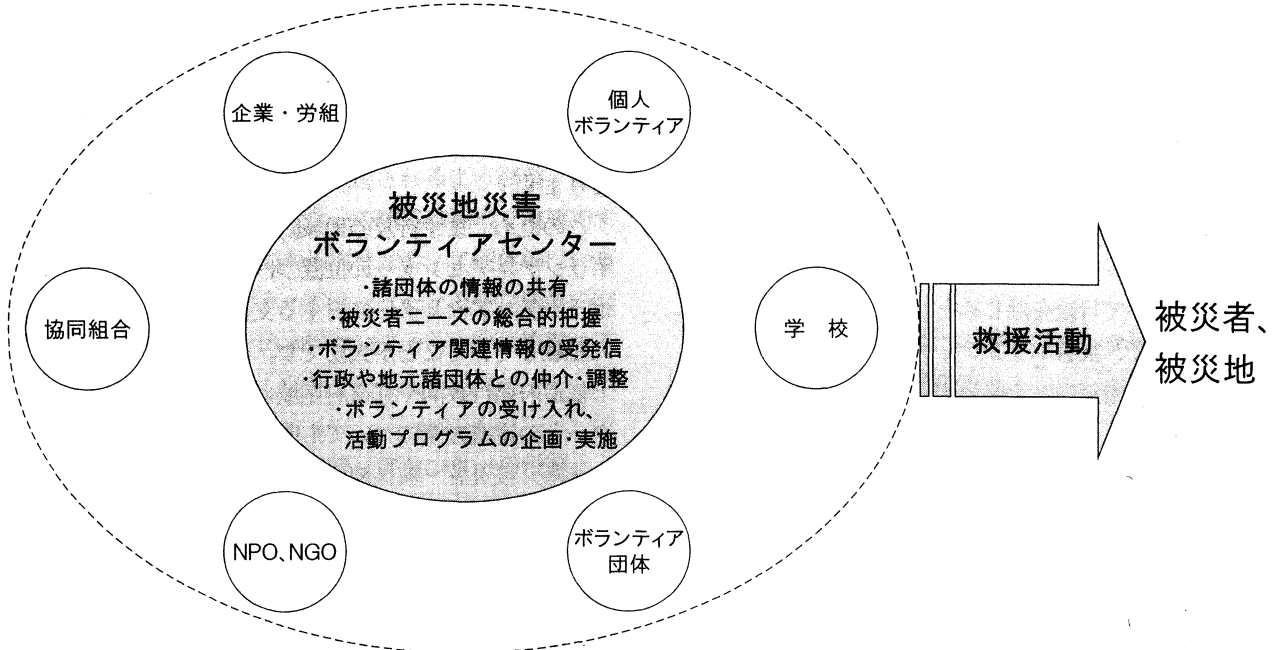 企業・労組
個人
ボランティア
被災地災害
ボランティアセンター
・諸団体の情報の共有
・被災者ニーズの総合的把握
・ボランティア関連情報の受発信
・行政や地元諸団体との仲介・調整
・ボランティアの受け入れ、
活動プログラムの企画・実施
協同組合
学 校
救援活動
被災者、
被災地
NPO、NGO
ボランティア
団体